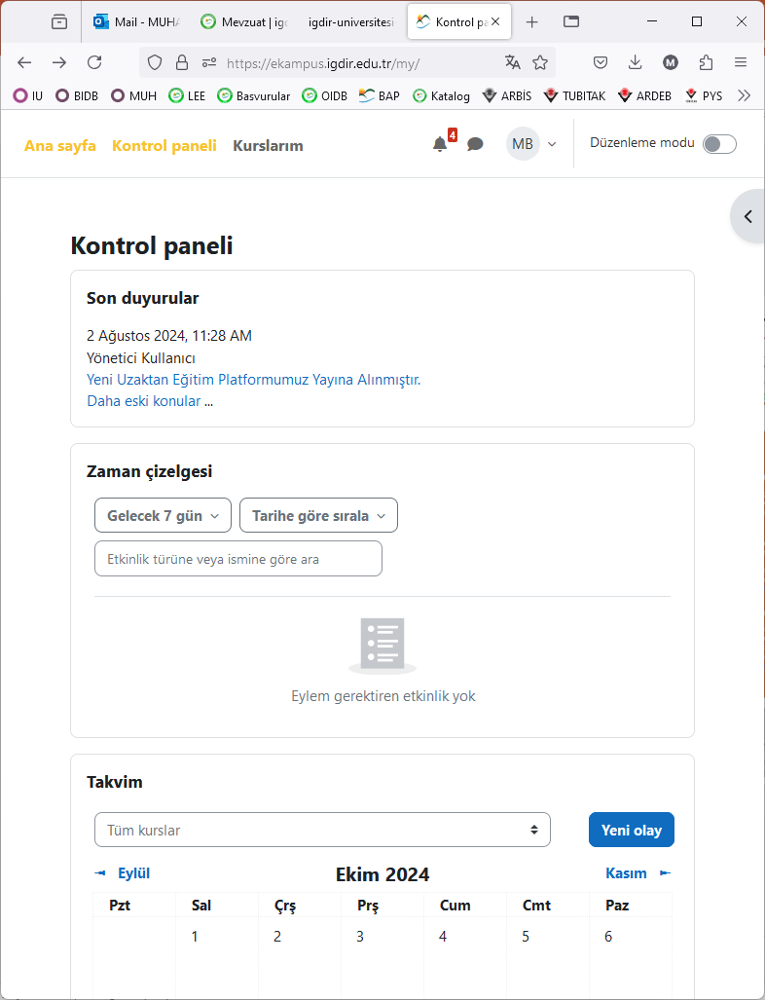 Mail - MUHA
Mevzuat | igd
igdir-universitesi
Kontrol pa
https://ekampus.igdir.edu.tr/my/
M
IU
BIDB
MUH
LEE
Basvurular
OIDB
BAP
Katalog
ARBİS
TUBITAK
ARDEB
PYS
Ana sayfa
Kontrol paneli
Kurslarım
4
MB
Düzenleme modu
Kontrol paneli
Son duyurular
2 Ağustos 2024, 11:28 AM
Yönetici Kullanıcı
Yeni Uzaktan Eğitim Platformumuz Yayına Alınmıştır.
Daha eski konular ...
Zaman çizelgesi
Gelecek 7 gün
Tarihe göre sırala
Etkinlik türüne veya ismine göre ara
Eylem gerektiren etkinlik yok
Takvim
Tüm kurslar
Yeni olay
◄ Eylül
Ekim 2024
Kasım ►
Pzt Sal Çrş Prş Cum Cmt Paz
1 2 3 4 5 6